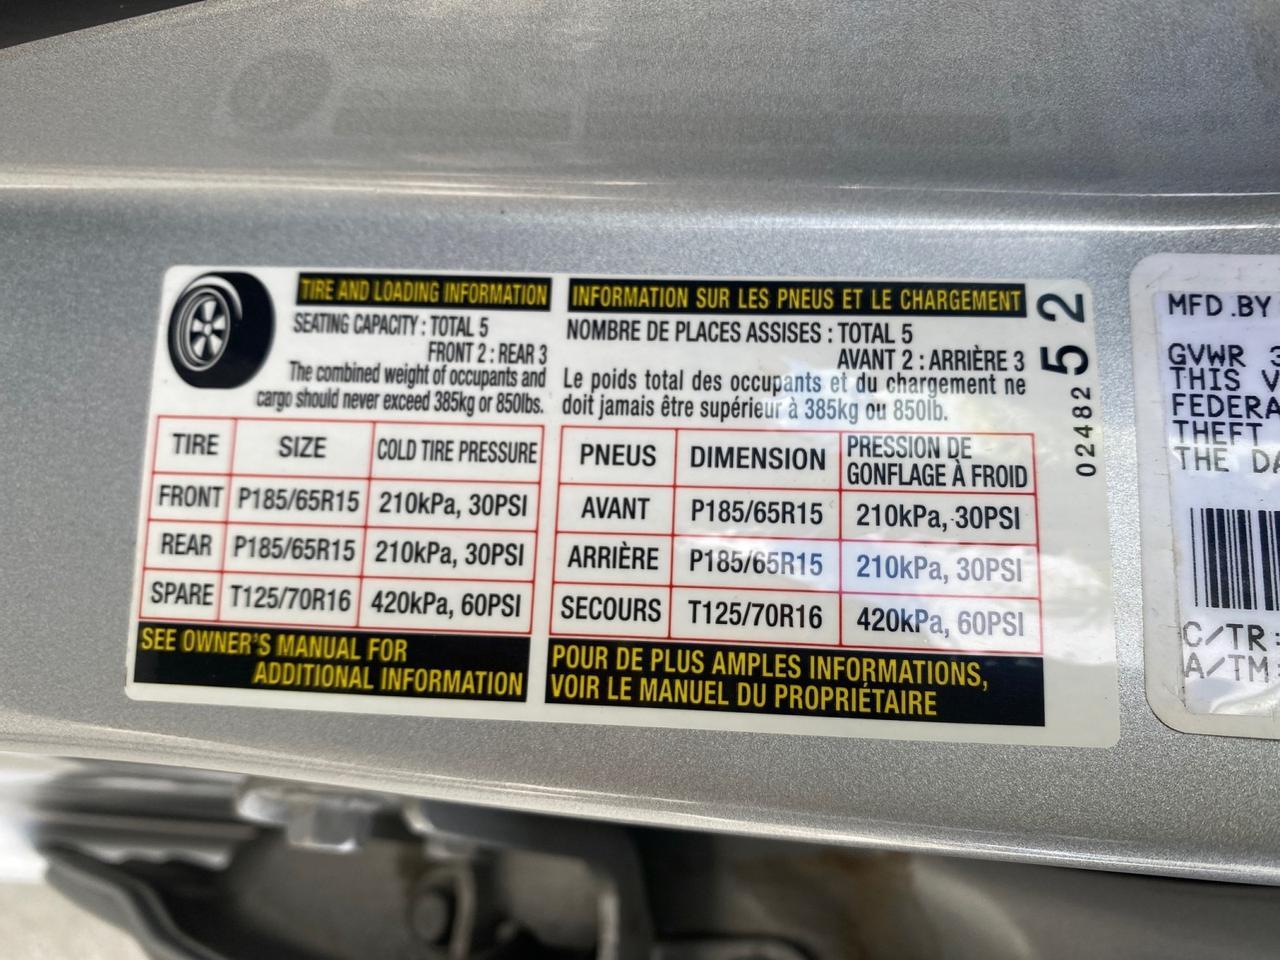 TIRE AND LOADING INFORMATION
SEATING CAPACITY : TOTAL 5
FRONT 2 : REAR 3
The combined weight of occupants and
cargo should never exceed 385kg or 850lbs.
TIRE SIZE COLD TIRE PRESSURE
FRONT P185/65R15 210kPa, 30PSI
REAR P185/65R15 210kPa, 30PSI
SPARE T125/70R16 420kPa, 60PSI
SEE OWNER'S MANUAL FOR
ADDITIONAL INFORMATION
INFORMATION SUR LES PNEUS ET LE CHARGEMENT
NOMBRE DE PLACES ASSISES : TOTAL 5
AVANT 2 : ARRIÈRE 3
Le poids total des occupants et du chargement ne
doit jamais être supérieur à 385kg ou 850lb.
PNEUS DIMENSION PRESSION DE
GONFLAGE À FROID
AVANT P185/65R15 210kPa, 30PSI
ARRIÈRE P185/65R15 210kPa, 30PSI
SECOURS T125/70R16 420kPa, 60PSI
POUR DE PLUS AMPLES INFORMATIONS,
VOIR LE MANUEL DU PROPRIÉTAIRE
02482 52
MFD.BY
GVWR 3
THIS V
FEDERA
THEFT
THE DA
C/TR:
A/TM: